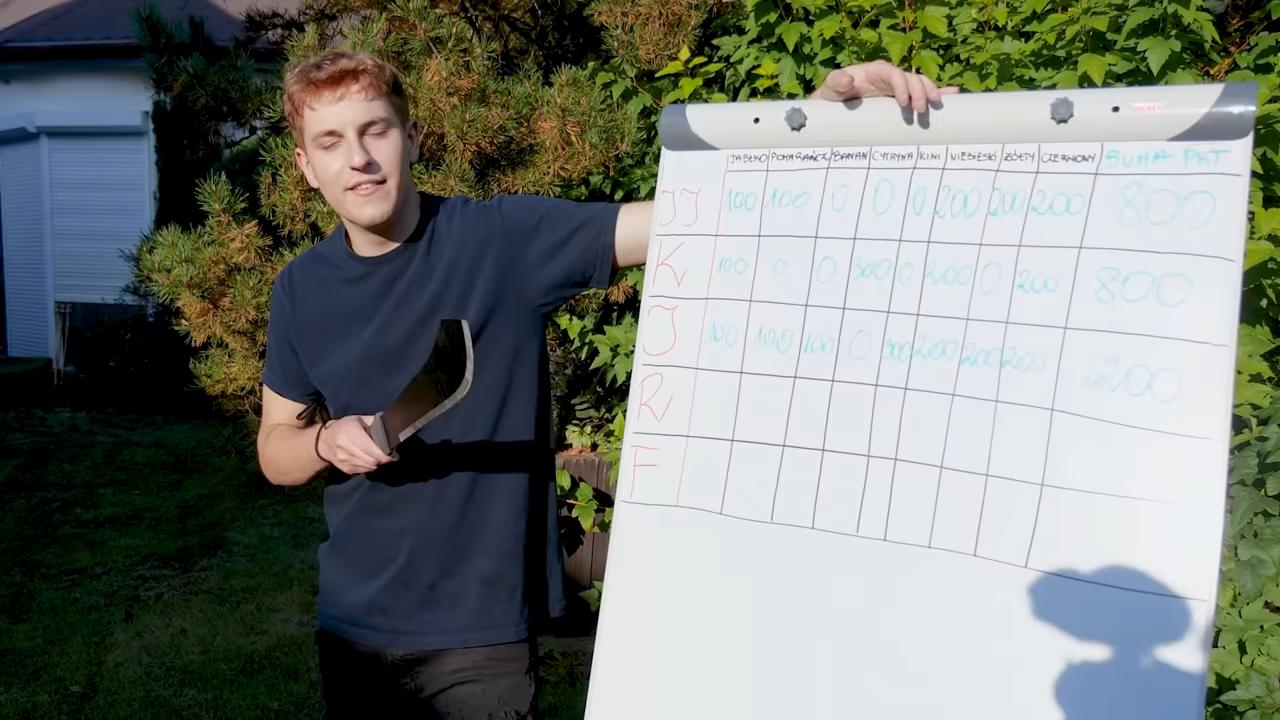 JABŁKO POMARAŃCZ BANAN CYTRYNA KIWI NIEBIESKI ŻÓŁTY CZERWONY SUMA PKT
JJ 100 100 0 0 0 200 200 200 800
K 100 0 0 300 0 200 0 200 800
J 100 100 100 0 300 200 200 200 1200
R
F